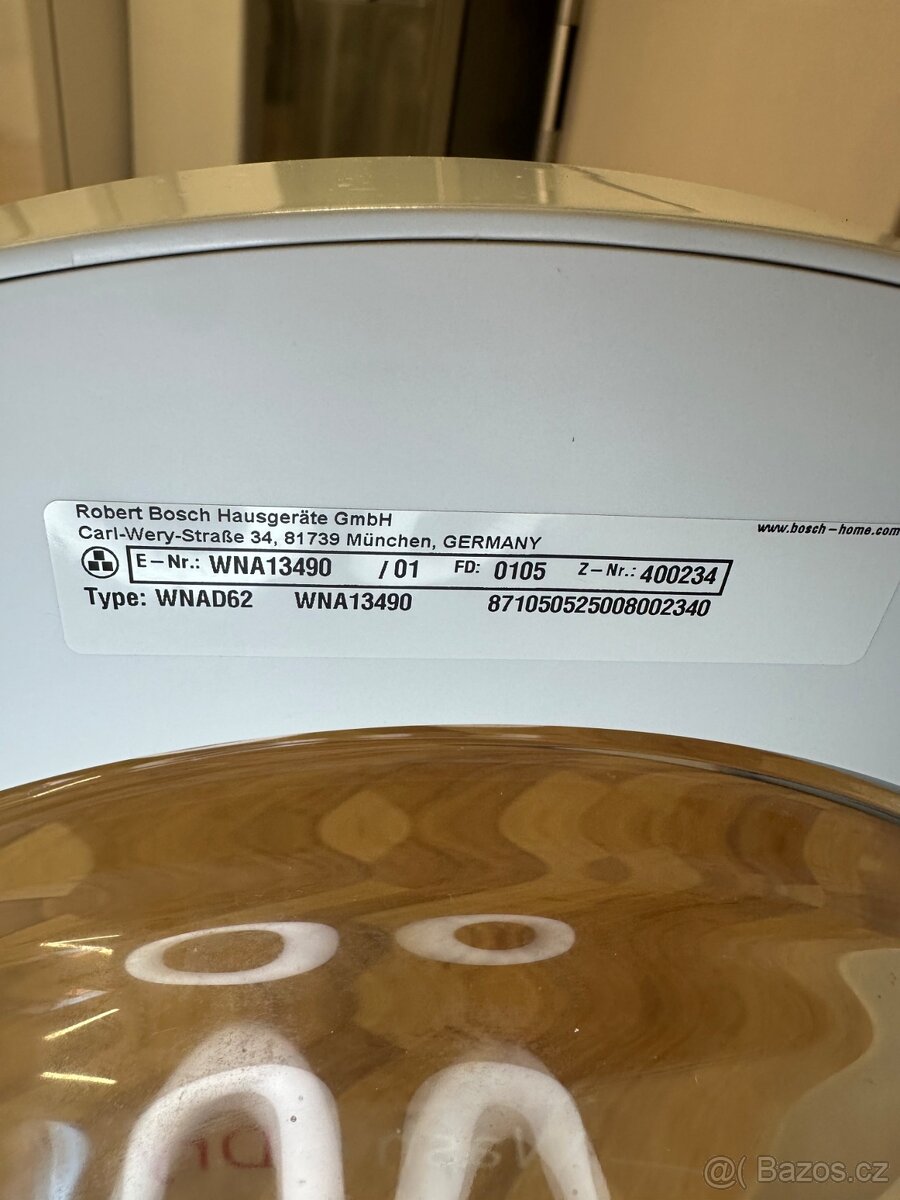 Robert Bosch Hausgeräte GmbH
Carl-Wery-Straße 34, 81739 München, GERMANY
www.bosch-home.com
E-Nr.: WNA13490 /01 FD: 0105 Z-Nr.: 400234
Type: WNAD62 WNA13490 871050525008002340
@( Bazos.cz